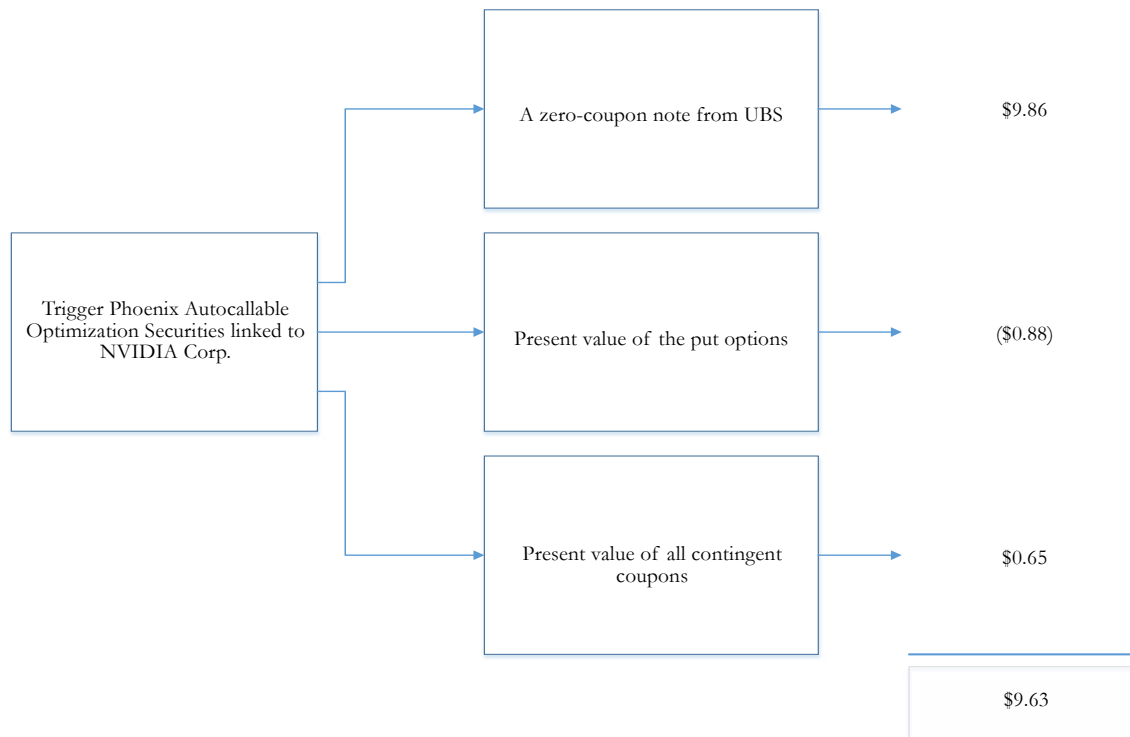 A zero-coupon note from UBS
$9.86
Trigger Phoenix Autocallable
Optimization Securities linked to
NVIDIA Corp.
Present value of the put options
($0.88)
Present value of all contingent
coupons
$0.65
$9.63